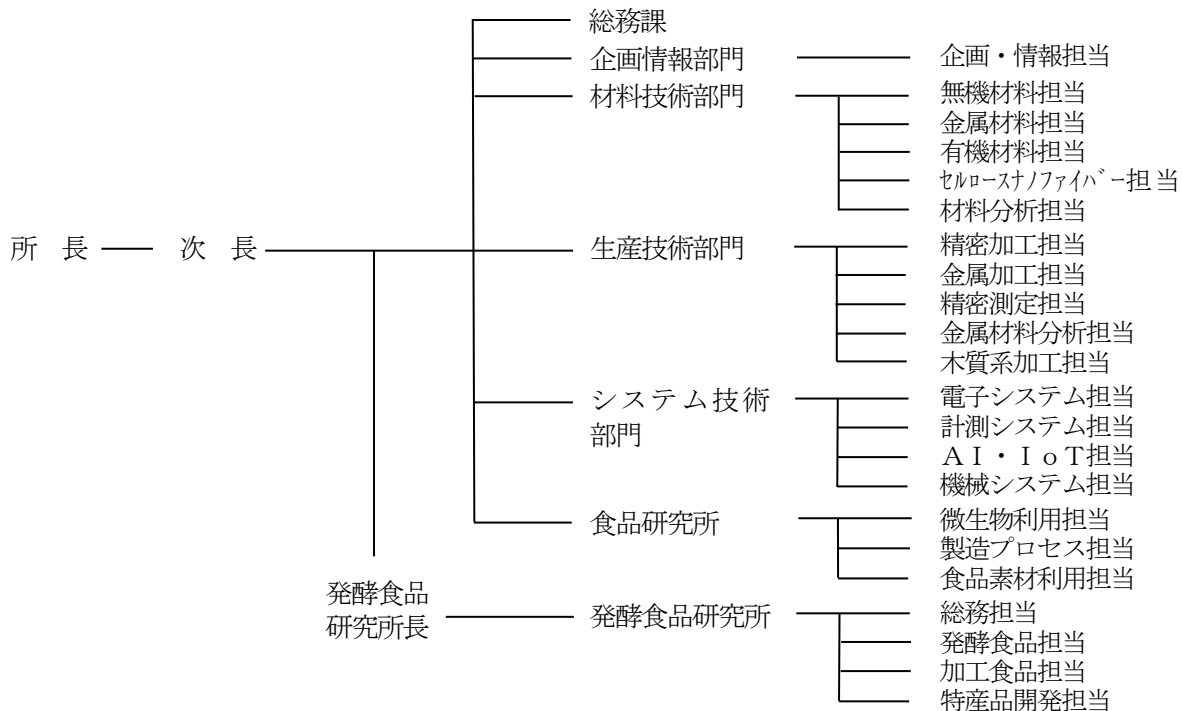 総務課
企画情報部門
企画・情報担当
材料技術部門
無機材料担当
金属材料担当
有機材料担当
ｾﾙﾛｰｽﾅﾉﾌｧｲﾊﾞｰ担当
材料分析担当
所 長
次 長
生産技術部門
精密加工担当
金属加工担当
精密測定担当
金属材料分析担当
木質系加工担当
システム技術
部門
電子システム担当
計測システム担当
ＡＩ・ＩｏＴ担当
機械システム担当
食品研究所
微生物利用担当
製造プロセス担当
食品素材利用担当
発酵食品
研究所長
発酵食品研究所
総務担当
発酵食品担当
加工食品担当
特産品開発担当